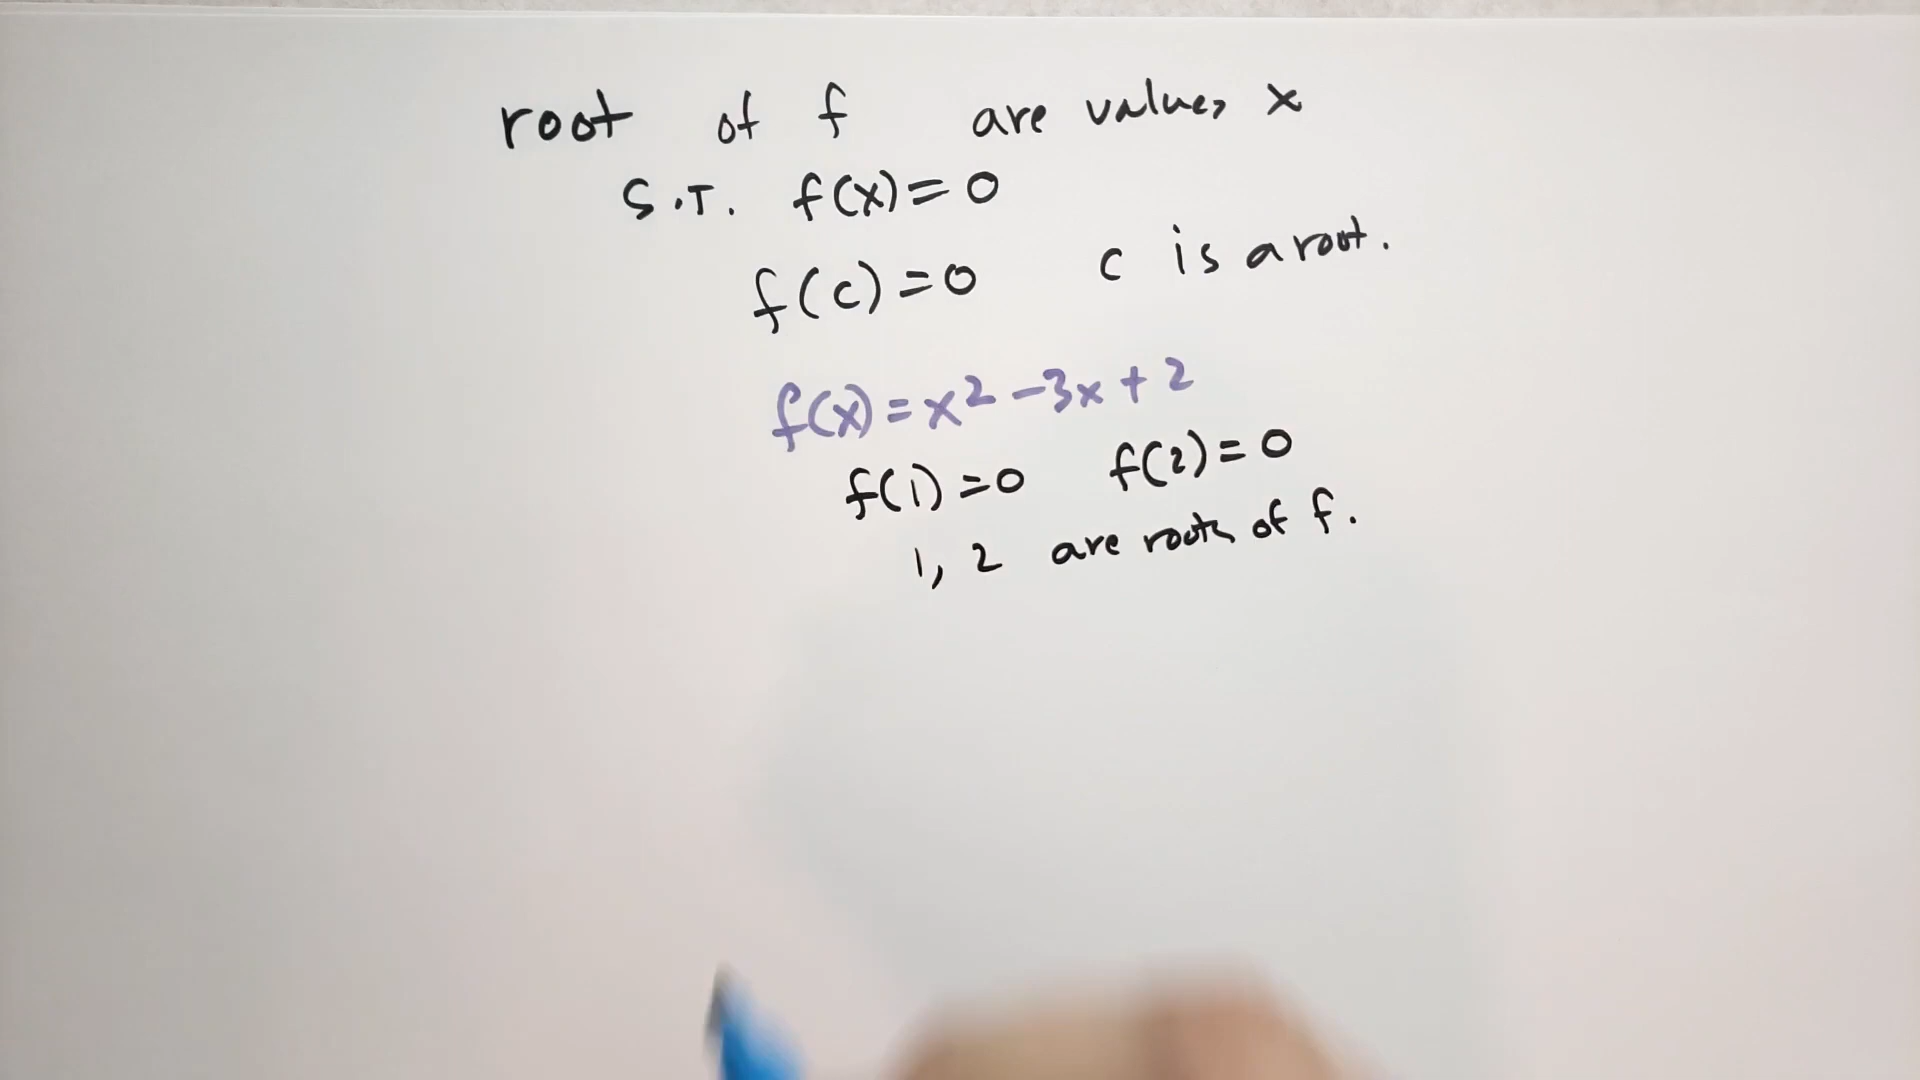 root of f are values x
S.T. f(x)=0
f(c)=0 c is a root.
f(x)=x²-3x+2
f(1)=0 f(2)=0
1, 2 are roots of f.